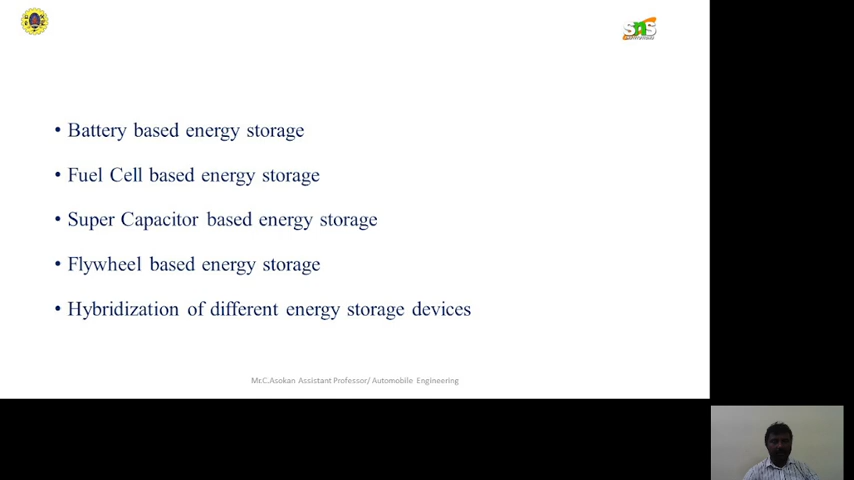 SNS
• Battery based energy storage
• Fuel Cell based energy storage
• Super Capacitor based energy storage
• Flywheel based energy storage
• Hybridization of different energy storage devices
Mr.C.Asokan Assistant Professor/ Automobile Engineering